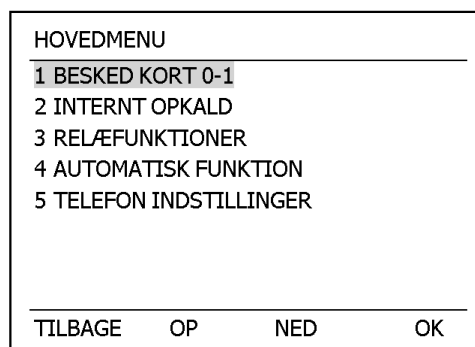 HOVEDMENU
1 BESKED KORT 0-1
2 INTERNT OPKALD
3 RELÆFUNKTIONER
4 AUTOMATISK FUNKTION
5 TELEFON INDSTILLINGER
TILBAGE OP NED OK